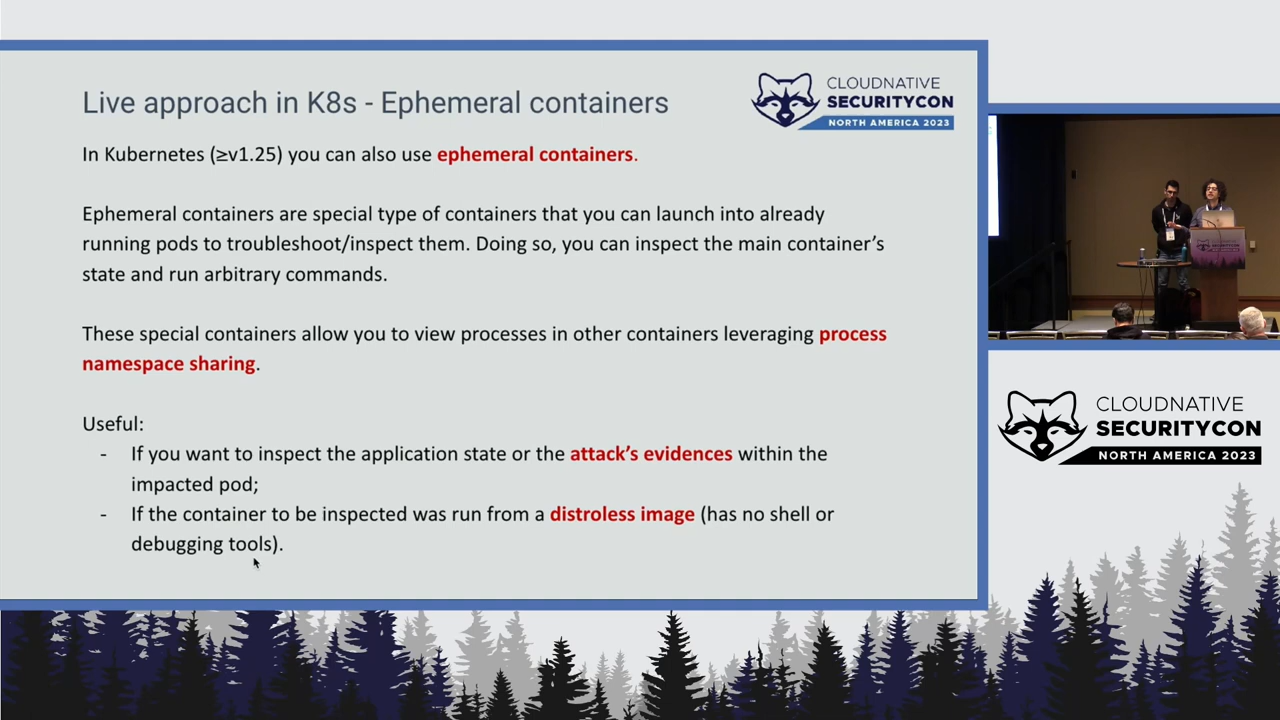 Live approach in K8s - Ephemeral containers
CLOUDNATIVE
SECURITYCON
NORTH AMERICA 2023
In Kubernetes (≥v1.25) you can also use ephemeral containers.
Ephemeral containers are special type of containers that you can launch into already
running pods to troubleshoot/inspect them. Doing so, you can inspect the main container's
state and run arbitrary commands.
These special containers allow you to view processes in other containers leveraging process
namespace sharing.
Useful:
- If you want to inspect the application state or the attack's evidences within the
impacted pod;
- If the container to be inspected was run from a distroless image (has no shell or
debugging tools).
CLOUDNATIVE
SECURITYCON
CLOUDNATIVE
SECURITYCON
NORTH AMERICA 2023